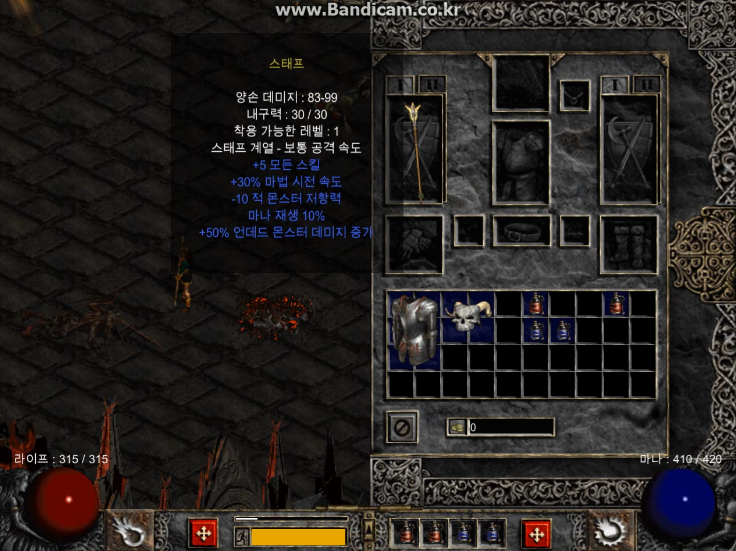 www.Bandicam.co.kr
스태프
양손 데미지 : 83-99
내구력 : 30 / 30
착용 가능한 레벨 : 1
스태프 계열 - 보통 공격 속도
+5 모든 스킬
+30% 마법 시전 속도
-10 적 몬스터 저항력
마나 재생 10%
+50% 언데드 몬스터 데미지 증가
I II
I II
0
라이프 : 315 / 315
마나 : 410 / 420